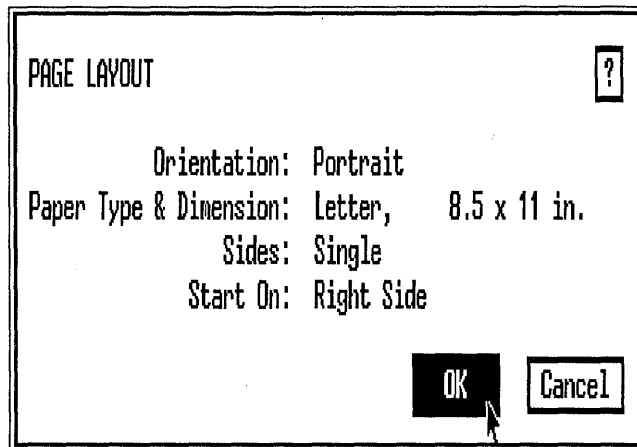 PAGE LAYOUT ?
Orientation: Portrait
Paper Type & Dimension: Letter, 8.5 x 11 in.
Sides: Single
Start On: Right Side
OK Cancel